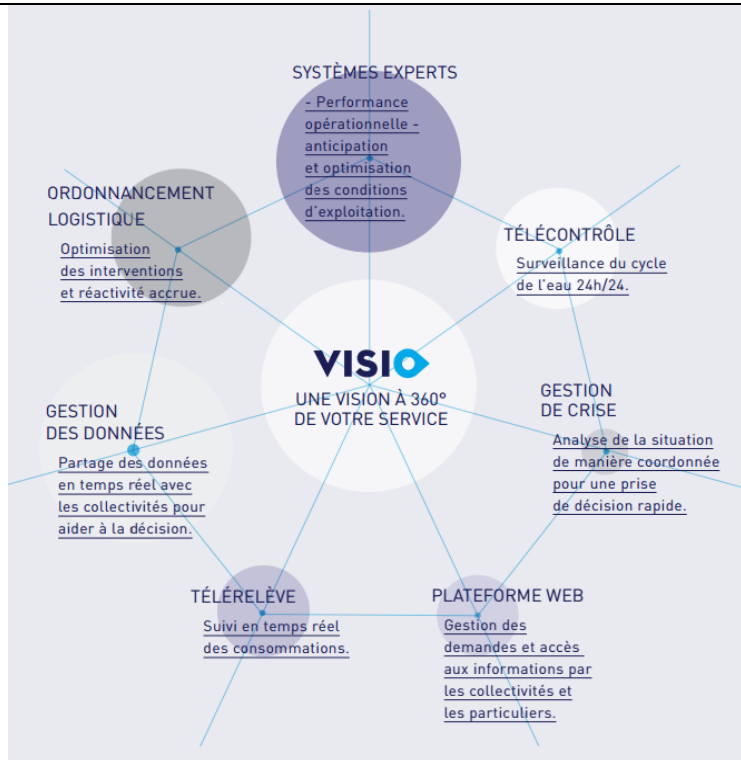 SYSTÈMES EXPERTS
- Performance
opérationnelle -
anticipation
et optimisation
des conditions
d'exploitation.
ORDONNANCEMENT
LOGISTIQUE
Optimisation
des interventions
et réactivité accrue.
TÉLÉCONTRÔLE
Surveillance du cycle
de l'eau 24h/24.
VISIO
UNE VISION À 360°
DE VOTRE SERVICE
GESTION
DES DONNÉES
Partage des données
en temps réel avec
les collectivités pour
aider à la décision.
GESTION
DE CRISE
Analyse de la situation
de manière coordonnée
pour une prise
de décision rapide.
TÉLÉRELÈVE
Suivi en temps réel
des consommations.
PLATEFORME WEB
Gestion des
demandes et accès
aux informations par
les collectivités et
les particuliers.